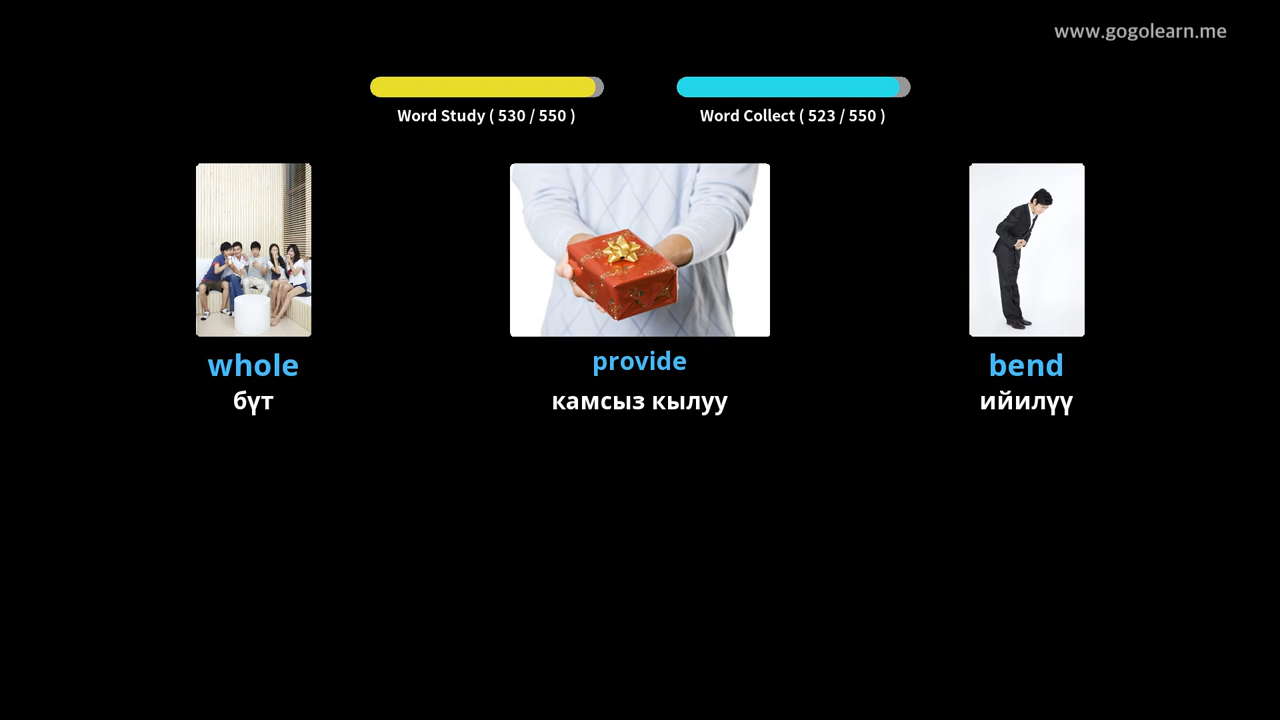 www.gogolearn.me
Word Study ( 530 / 550 )
Word Collect ( 523 / 550 )
whole
provide
bend
бүт
камсыз кылуу
ийилүү